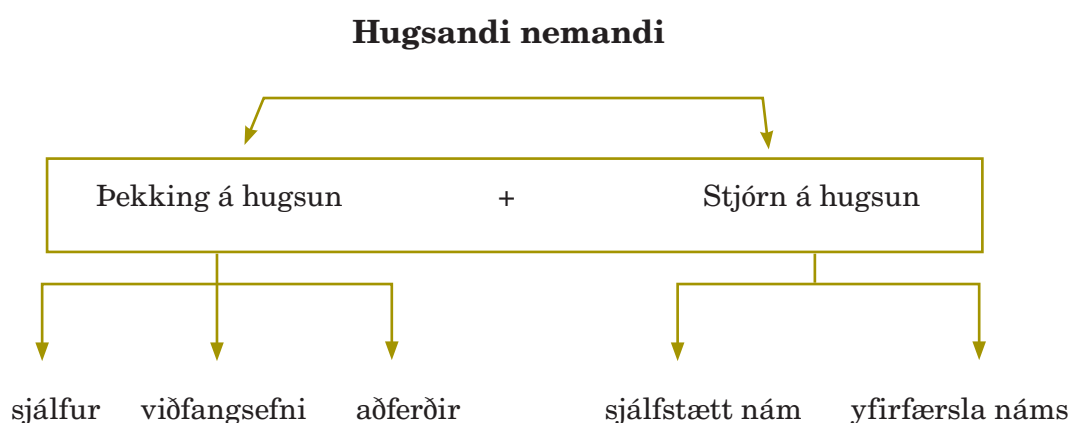 Hugsandi nemandi
Þekking á hugsun + Stjórn á hugsun
sjálfur viðfangsefni aðferðir sjálfstætt nám yfirfærsla náms